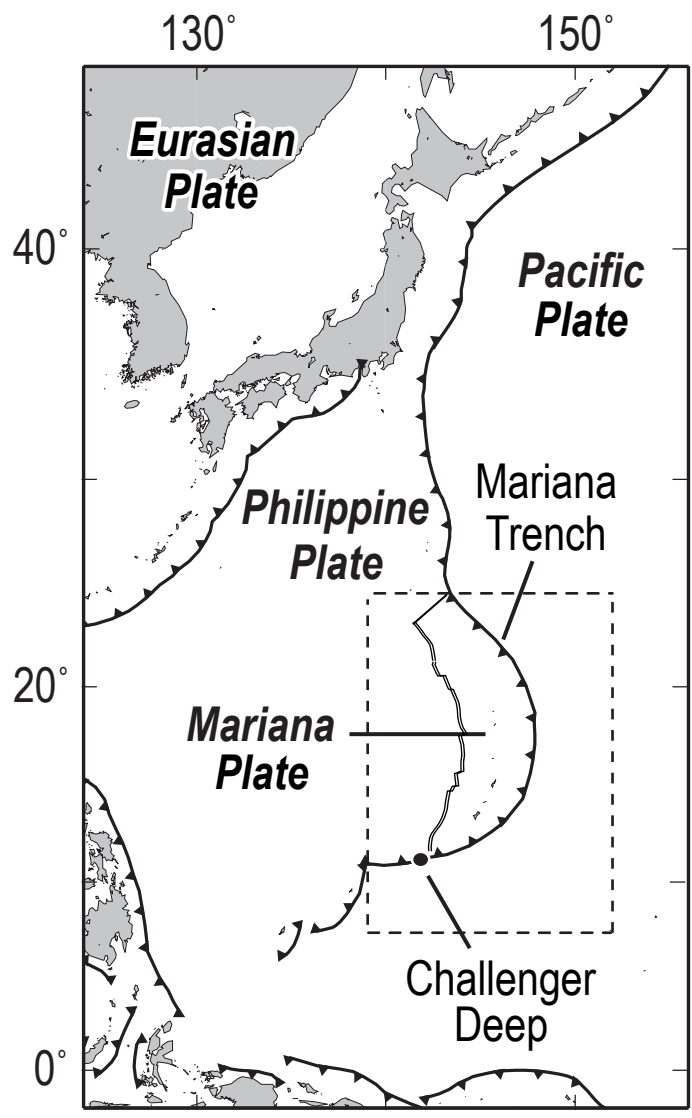 130° 150°
Eurasian
Plate
40°
Pacific
Plate
Mariana
Trench
Philippine
Plate
20°
Mariana
Plate
Challenger
Deep
0°